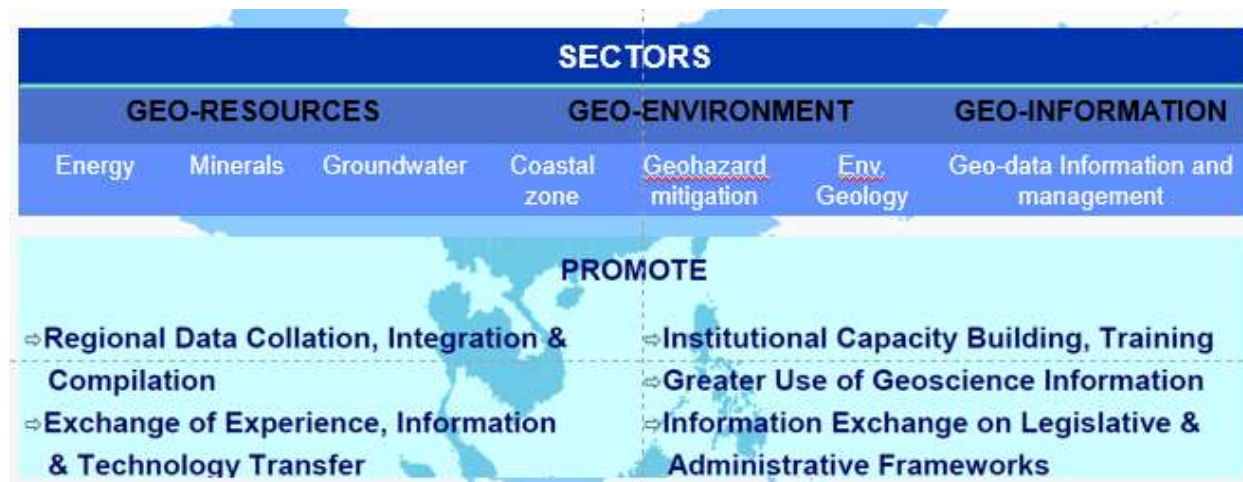 SECTORS
GEO-RESOURCES GEO-ENVIRONMENT GEO-INFORMATION
Energy Minerals Groundwater Coastal zone Geohazard mitigation Env. Geology Geo-data Information and management
PROMOTE
⇨Regional Data Collation, Integration &
Compilation
⇨Exchange of Experience, Information
& Technology Transfer
⇨Institutional Capacity Building, Training
⇨Greater Use of Geoscience Information
⇨Information Exchange on Legislative &
Administrative Frameworks